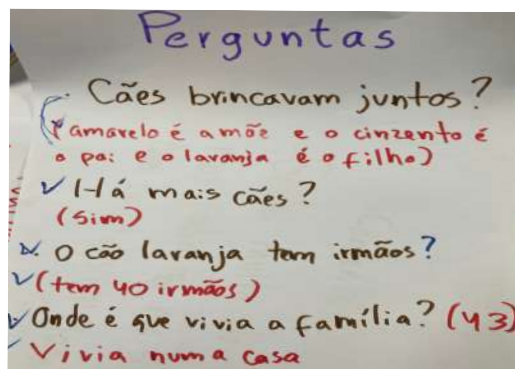 Perguntas
Cães brincavam juntos?
(amarelo é a mãe e o cinzento é
o pai e o laranja é o filho)
Há mais cães?
(Sim)
O cão laranja tem irmãos?
(tem 40 irmãos)
Onde é que vivia a família? (43)
Vivia numa casa